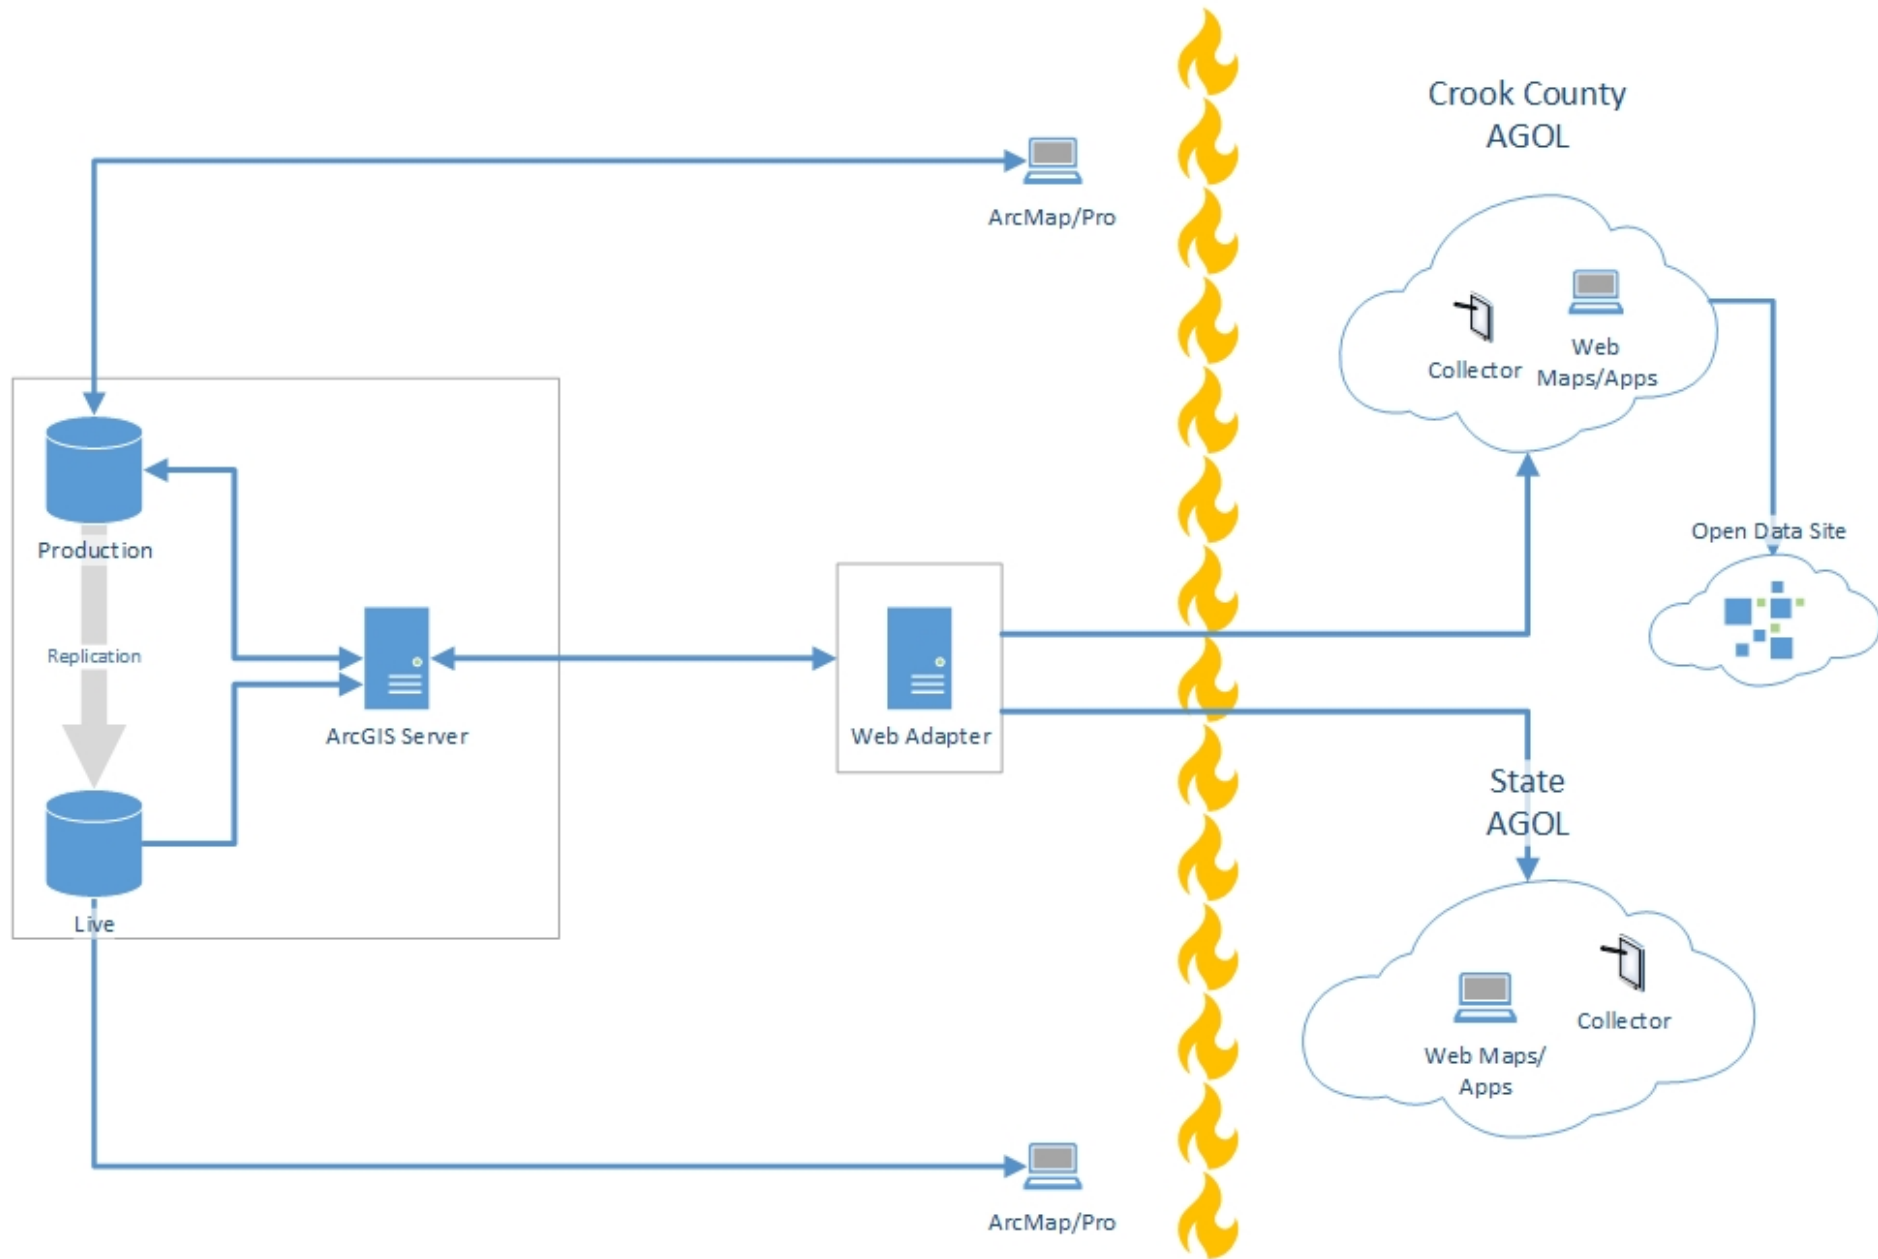 Crook County
AGOL
ArcMap/Pro
Web
Maps/Apps
Collector
Production
Open Data Site
Replication
ArcGIS Server
Web Adapter
State
AGOL
Live
Collector
Web Maps/
Apps
ArcMap/Pro